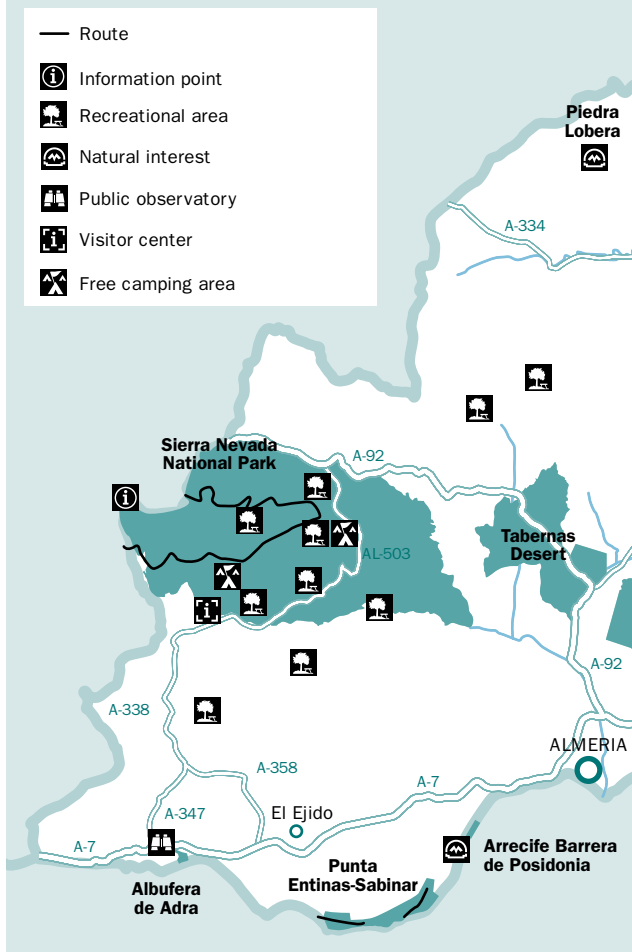 Route
Information point
Recreational area
Natural interest
Public observatory
Visitor center
Free camping area
Piedra
Lobera
A-334
Sierra Nevada
National Park
A-92
Tabernas
Desert
AL-503
A-92
A-338
ALMERIA
A-358
A-7
A-347
El Ejido
A-7
Arrecife Barrera
de Posidonia
Punta
Entinas-Sabinar
Albufera
de Adra